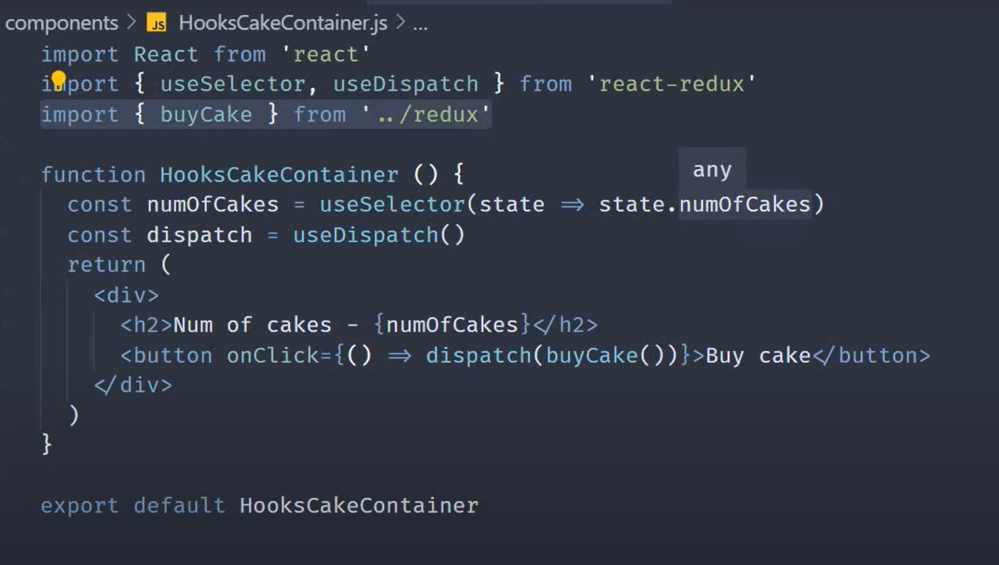 components > JS HooksCakeContainer.js > ...
import React from 'react'
import { useSelector, useDispatch } from 'react-redux'
import { buyCake } from '../redux'
function HooksCakeContainer () {
any
const numOfCakes = useSelector(state => state.numOfCakes)
const dispatch = useDispatch()
return (
<div>
<h2>Num of cakes - {numOfCakes}</h2>
<button onClick={() => dispatch(buyCake())}>Buy cake</button>
</div>
)
}
export default HooksCakeContainer